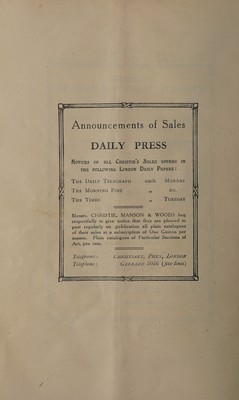 Announcements of Sales
DAILY PRESS
NOTICES OF ALL CHRISTIE'S SALES APPEAR IN
THE FOLLOWING LONDON DAILY PAPERS:
THE DAILY TELEGRAPH each MONDAY
THE MORNING POST " DO.
THE TIMES " TUESDAY
MESSRS. CHRISTIE, MANSON & WOODS beg
respectfully to give notice that they are pleased to
post regularly on publication all plain catalogues
of their sales at a subscription of One Guinea per
annum. Plain catalogues of Particular Sections of
Art, pro rata.
Telegrams: CHRISTIART, PICCY, LONDON
Telephone: GERRARD 5056 (five lines)